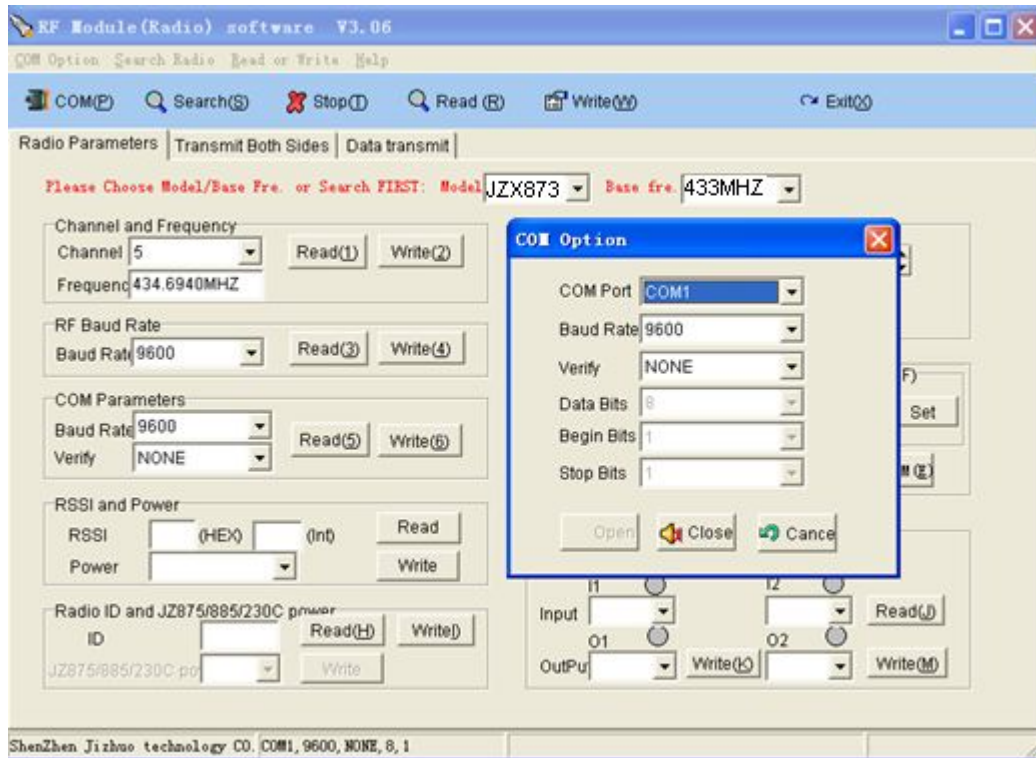 RF Module(Radio) software V3.06
COM Option Search Radio Read or Write Help
COM(P) Search(S) Stop(T) Read (R) Write(W) Exit(X)
Radio Parameters Transmit Both Sides Data transmit
Please Choose Model/Base Fre. or Search FIRST: Model JZX873 Base fre. 433MHZ
Channel and Frequency
Channel 5 Read(1) Write(2)
Frequenc 434.6940MHZ
RF Baud Rate
Baud Rat 9600 Read(3) Write(4)
COM Parameters
Baud Rate 9600
Read(5) Write(6)
Verify NONE
RSSI and Power
RSSI (HEX) (Int) Read
Power Write
Radio ID and JZ875/885/230C power
ID Read(H) Write(I)
JZ875/885/230C po Write
COM Option
COM Port COM1
Baud Rate 9600
Verify NONE
Data Bits 8
Begin Bits 1
Stop Bits 1
Open Close Cance
F)
Set
M(E)
I1 I2
Input Read(J)
O1 O2
OutPu Write(K) Write(M)
ShenZhen Jizhuo technology CO. COM1, 9600, NONE, 8, 1